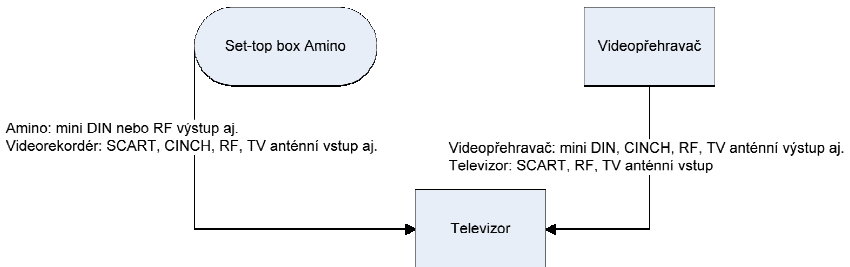 Set-top box Amino
Videopřehravač
Amino: mini DIN nebo RF výstup aj.
Videorekordér: SCART, CINCH, RF, TV anténní vstup aj.
Videopřehravač: mini DIN, CINCH, RF, TV anténní výstup aj.
Televizor: SCART, RF, TV anténní vstup
Televizor